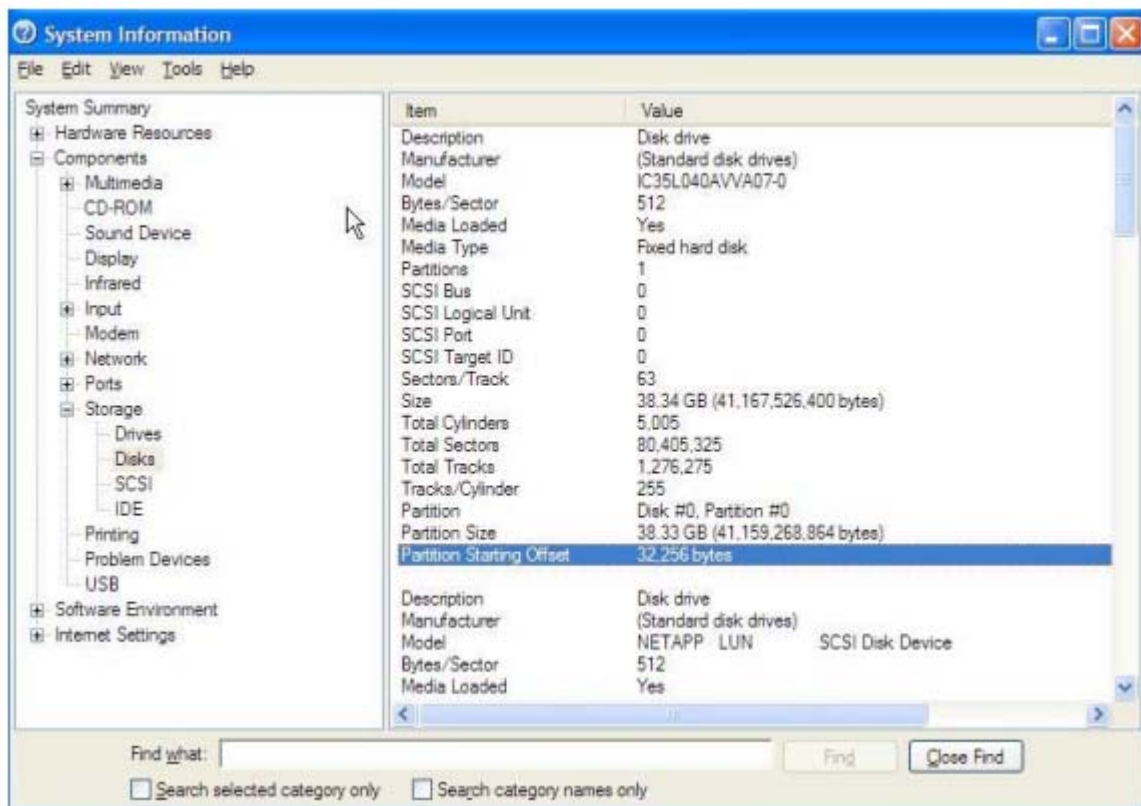 System Information
File Edit View Tools Help
System Summary
Hardware Resources
Components
Multimedia
CD-ROM
Sound Device
Display
Infrared
Input
Modem
Network
Ports
Storage
Drives
Disks
SCSI
IDE
Printing
Problem Devices
USB
Software Environment
Internet Settings
Item Value
Description Disk drive
Manufacturer (Standard disk drives)
Model IC35L040AVVA07-0
Bytes/Sector 512
Media Loaded Yes
Media Type Fixed hard disk
Partitions 1
SCSI Bus 0
SCSI Logical Unit 0
SCSI Port 0
SCSI Target ID 0
Sectors/Track 63
Size 38.34 GB (41,167,526,400 bytes)
Total Cylinders 5,005
Total Sectors 80,405,325
Total Tracks 1,276,275
Tracks/Cylinder 255
Partition Disk #0, Partition #0
Partition Size 38.33 GB (41,159,268,864 bytes)
Partition Starting Offset 32,256 bytes
Description Disk drive
Manufacturer (Standard disk drives)
Model NETAPP LUN SCSI Disk Device
Bytes/Sector 512
Media Loaded Yes
Find what: Find Close Find
Search selected category only Search category names only